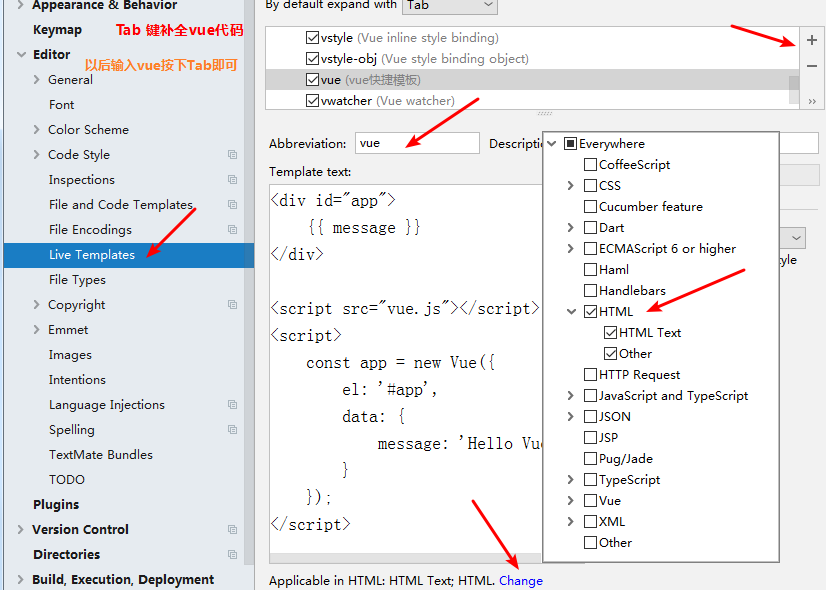 Appearance & Behavior
Keymap
Tab 键补全vue代码
Editor
以后输入vue按下Tab即可
General
Font
Color Scheme
Code Style
Inspections
File and Code Templates
File Encodings
Live Templates
File Types
Copyright
Emmet
Images
Intentions
Language Injections
Spelling
TextMate Bundles
TODO
Plugins
Version Control
Directories
Build, Execution, Deployment
By default expand with Tab
vstyle (Vue inline style binding)
vstyle-obj (Vue style binding object)
vue (vue快捷模板)
vwatcher (Vue watcher)
Abbreviation: vue
Descriptio
Template text:
<div id="app">
{{ message }}
</div>
<script src="vue.js"></script>
<script>
const app = new Vue({
el: '#app',
data: {
message: 'Hello Vue
}
});
</script>
Applicable in HTML: HTML Text; HTML. Change
Everywhere
CoffeeScript
CSS
Cucumber feature
Dart
ECMAScript 6 or higher
Haml
Handlebars
HTML
HTML Text
Other
HTTP Request
JavaScript and TypeScript
JSON
JSP
Pug/Jade
TypeScript
Vue
XML
Other
yle